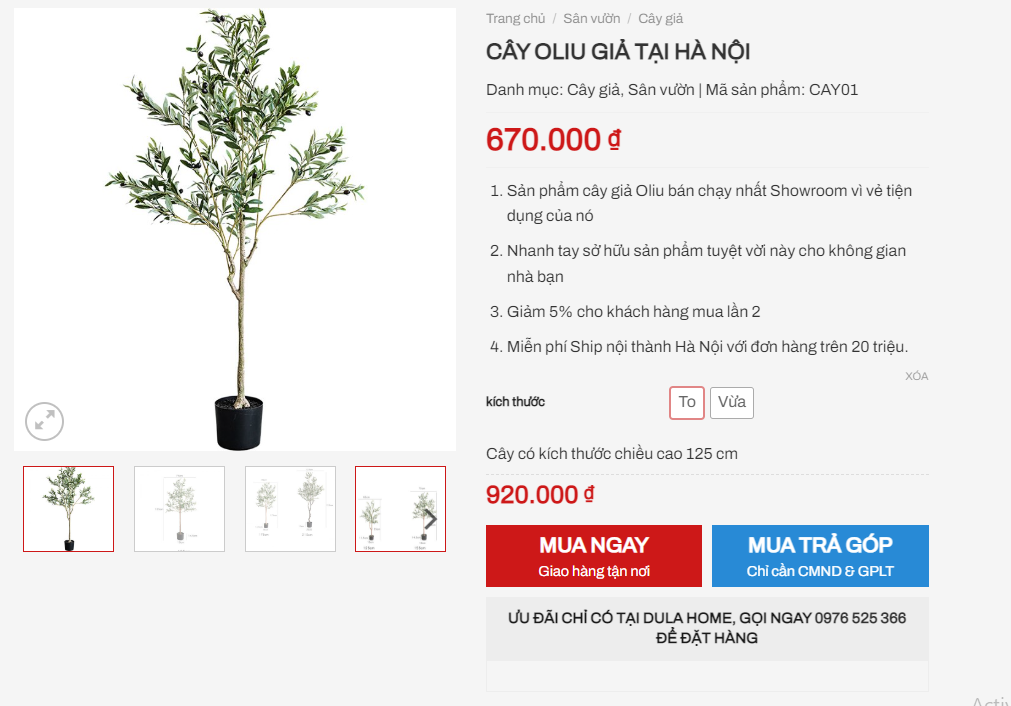 Trang chủ / Sân vườn / Cây giả
CÂY OLIU GIẢ TẠI HÀ NỘI
Danh mục: Cây giả, Sân vườn | Mã sản phẩm: CAY01
670.000 ₫
1. Sản phẩm cây giả Oliu bán chạy nhất Showroom vì vẻ tiện
dụng của nó
2. Nhanh tay sở hữu sản phẩm tuyệt vời này cho không gian
nhà bạn
3. Giảm 5% cho khách hàng mua lần 2
4. Miễn phí Ship nội thành Hà Nội với đơn hàng trên 20 triệu.
XÓA
kích thước To Vừa
Cây có kích thước chiều cao 125 cm
920.000 ₫
MUA NGAY
Giao hàng tận nơi
MUA TRẢ GÓP
Chỉ cần CMND & GPLT
ƯU ĐÃI CHỈ CÓ TẠI DULA HOME, GỌI NGAY 0976 525 366
ĐỂ ĐẶT HÀNG